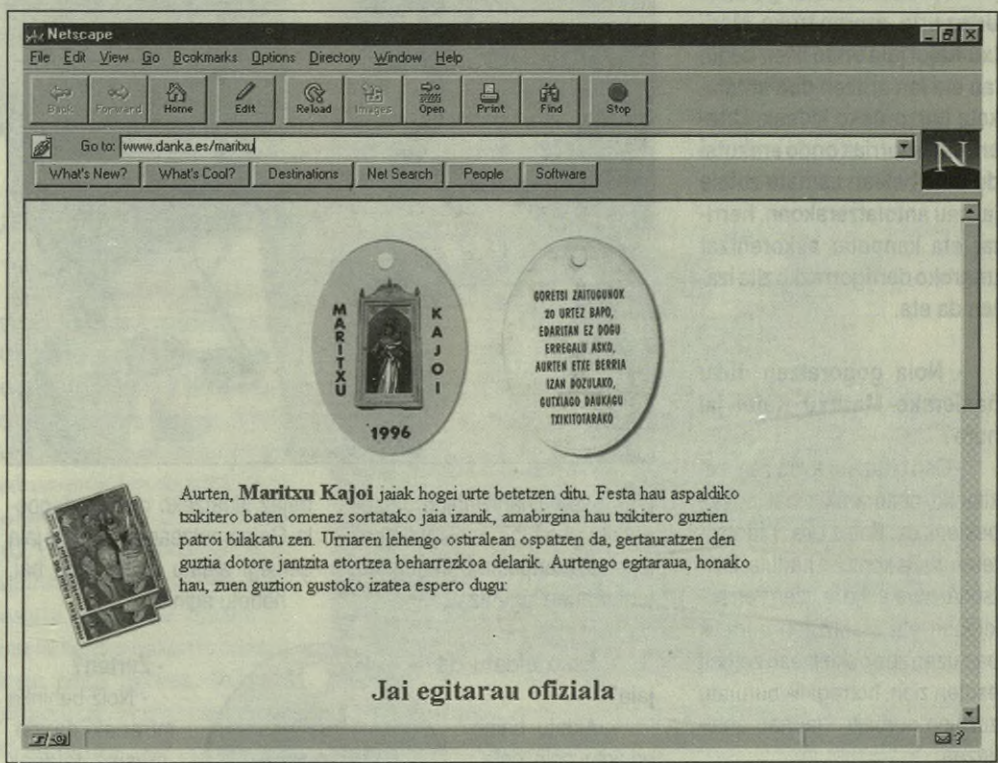 Netscape
File Edit View Go Bookmarks Options Directory Window Help
Back Forward Home Edit Reload Images Open Print Find Stop
Go to: www.danka.es/maritxu
N
What's New? What's Cool? Destinations Net Search People Software
MARITXU
KAJOI
1996
GORETSI ZAITUGUNOK
20 URTEZ BAPO,
EDARITAN EZ DOGU
ERREGALU ASKO,
AURTEN ETXE BERRIA
IZAN DOZULAKO,
GUTXIAGO DAUKAGU
TXIKITOTARAKO
Aurten, Maritxu Kajoi jaiak hogei urte betetzen ditu. Festa hau aspaldiko
txikitero baten omenez sortatako jaia izanik, amabirgina hau txikitero guztien
patroi bilakatu zen. Urriaren lehengo ostiralean ospatzen da, gertauratzen den
guztia dotore jantzita etortzea beharrezkoa delarik. Aurtengo egitaraua, honako
hau, zuen guztion gustoko izatea espero dugu:
Jai egitarau ofiziala